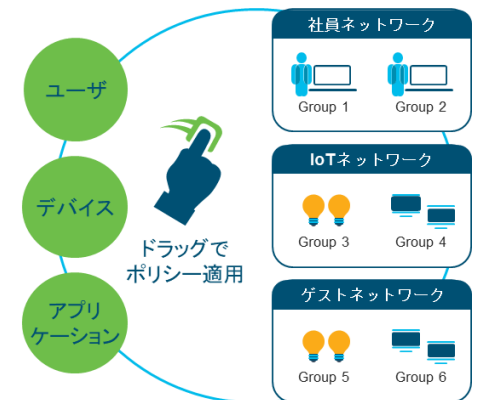 ユーザ
デバイス
アプリ
ケーション
ドラッグで
ポリシー適用
社員ネットワーク
Group 1
Group 2
IoTネットワーク
Group 3
Group 4
ゲストネットワーク
Group 5
Group 6